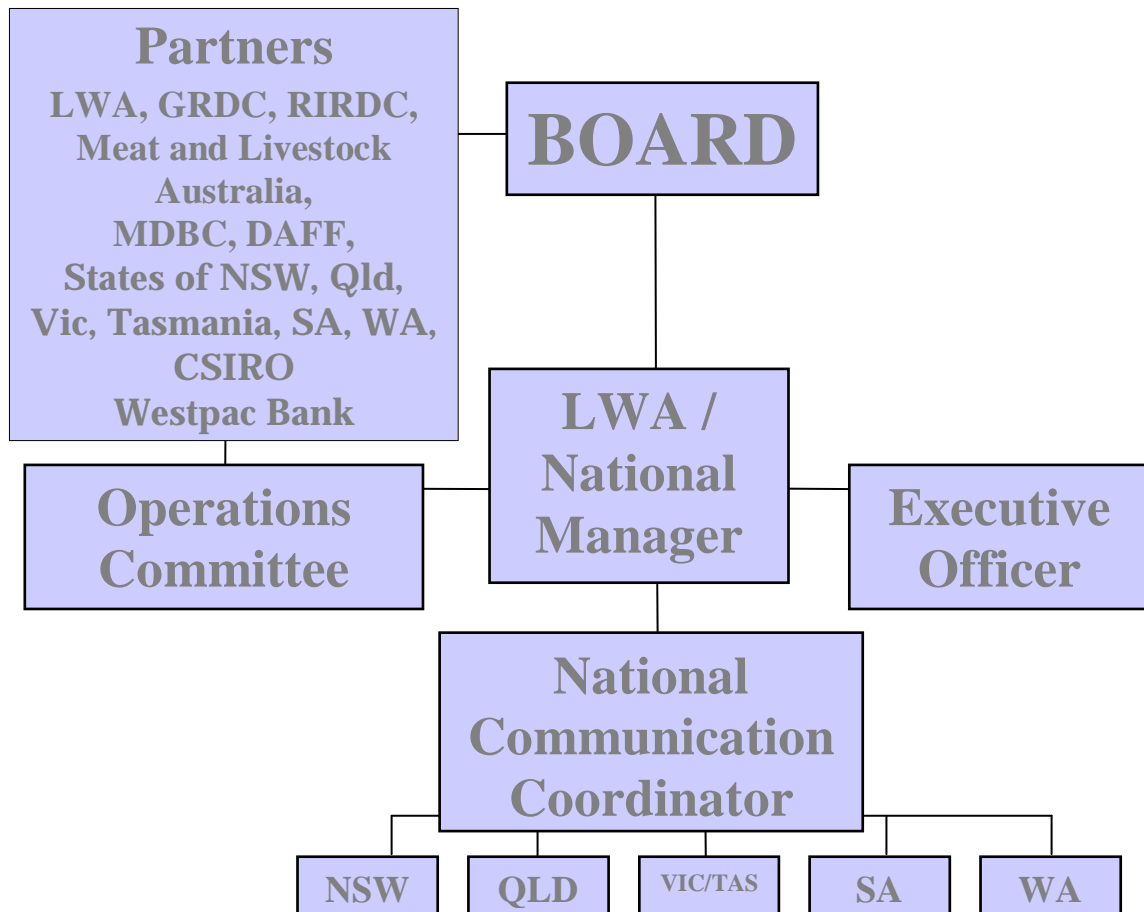 Partners
LWA, GRDC, RIRDC,
Meat and Livestock
Australia,
MDBC, DAFF,
States of NSW, Qld,
Vic, Tasmania, SA, WA,
CSIRO
Westpac Bank
BOARD
LWA /
National
Manager
Operations
Committee
Executive
Officer
National
Communication
Coordinator
NSW
QLD
VIC/TAS
SA
WA